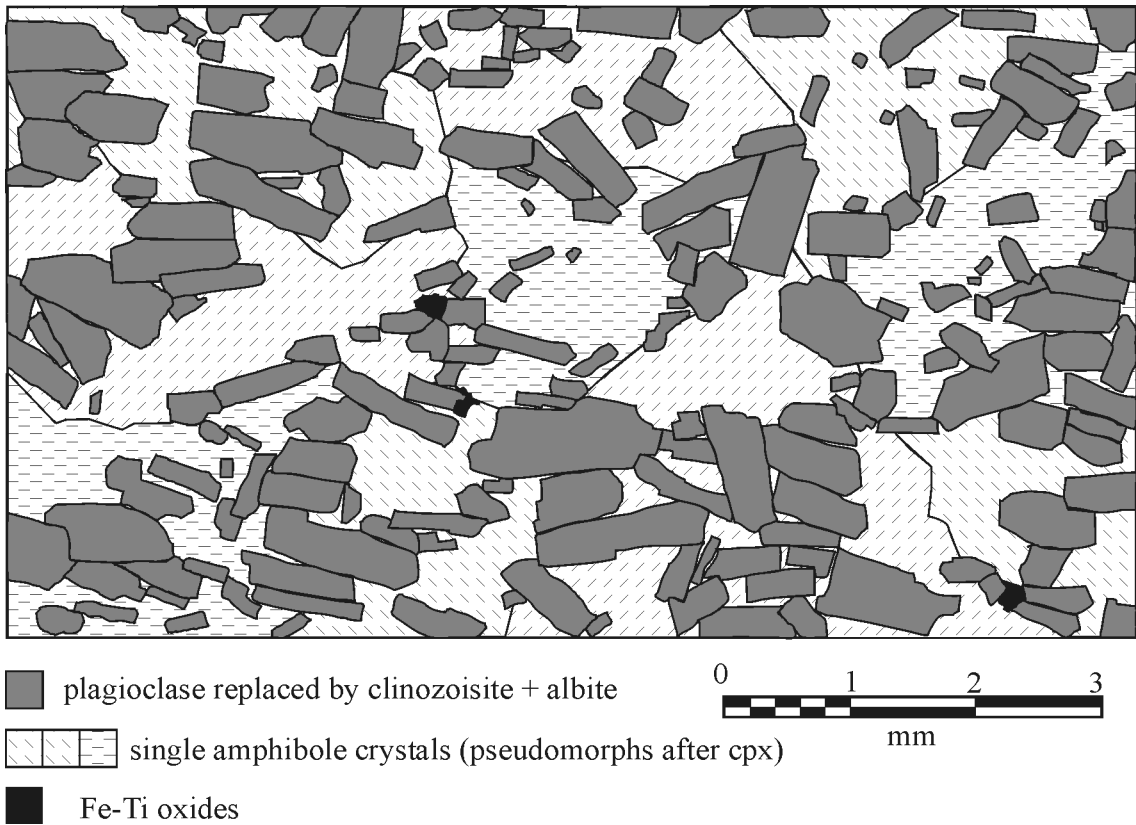 plagioclase replaced by clinozoisite + albite
0 1 2 3
mm
single amphibole crystals (pseudomorphs after cpx)
Fe-Ti oxides